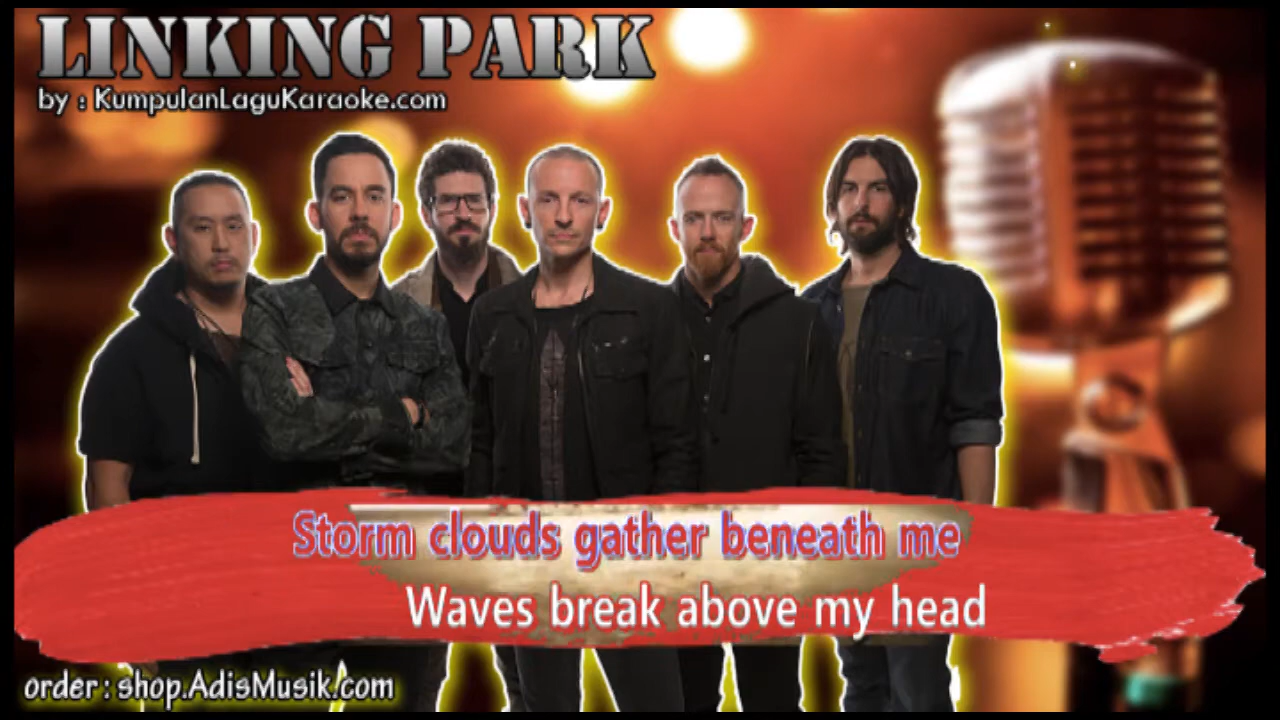 LINKING PARK
by : KumpulanLaguKaraoke.com
Storm clouds gather beneath me
Waves break above my head
order : shop.AdisMusik.com